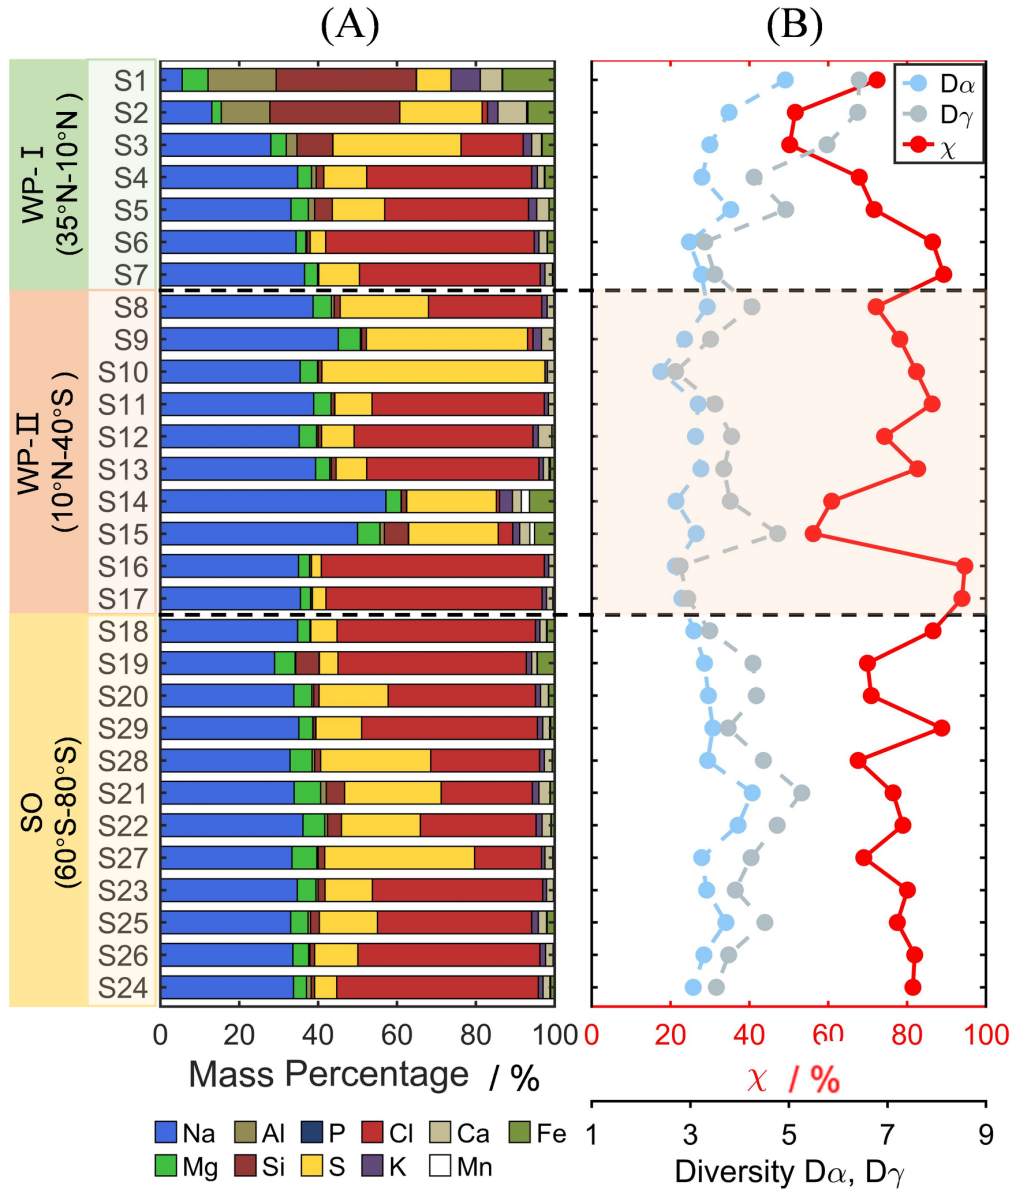 (A)
(B)
WP-Ⅰ
(35°N-10°N)
WP-Ⅱ
(10°N-40°S)
SO
(60°S-80°S)
S1
S2
S3
S4
S5
S6
S7
S8
S9
S10
S11
S12
S13
S14
S15
S16
S17
S18
S19
S20
S29
S28
S21
S22
S27
S23
S25
S26
S24
Dα
Dγ
χ
0 20 40 60 80 100
Mass Percentage / %
0 20 40 60 80 100
χ / %
1 3 5 7 9
Diversity Dα, Dγ
Na Al P Cl Ca Fe
Mg Si S K Mn